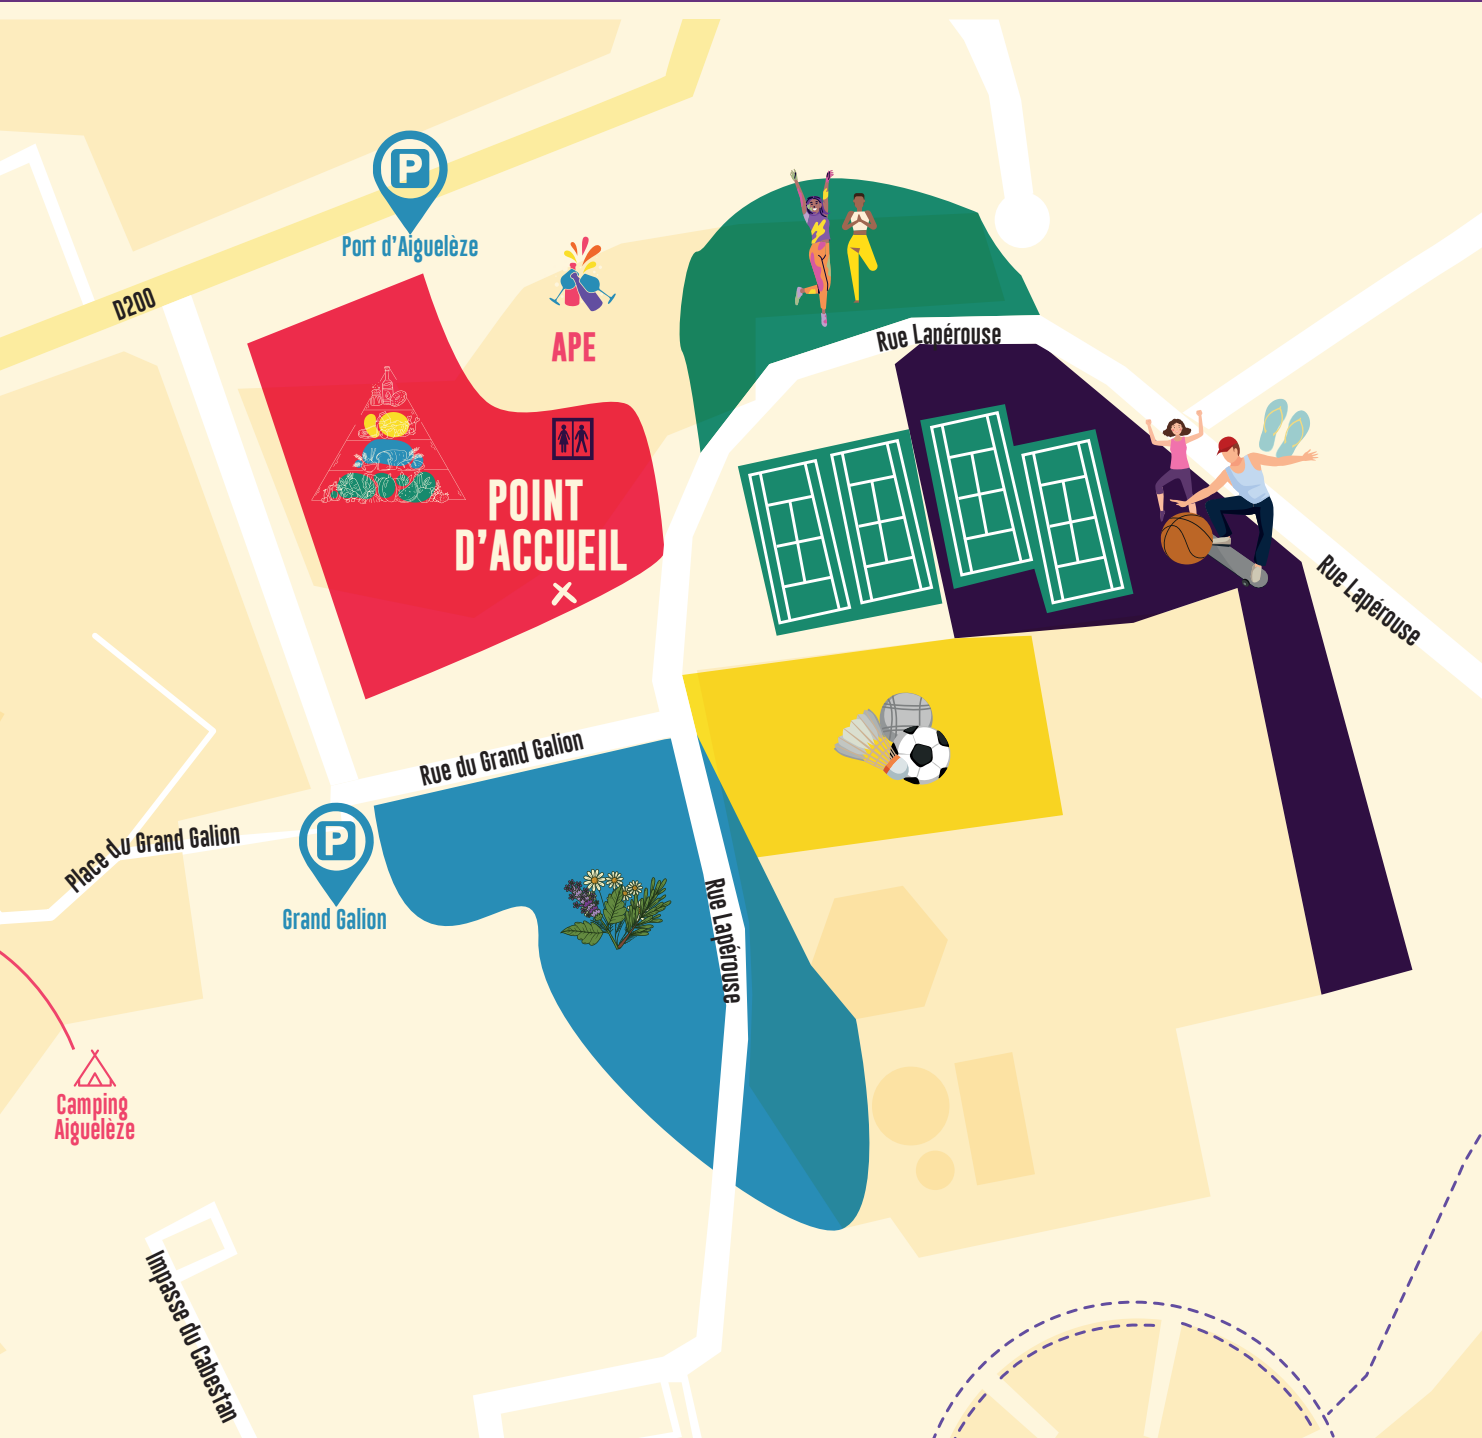 P
Port d'Aiguelèze
D200
APE
Rue Lapérouse
POINT
D'ACCUEIL
Rue Lapérouse
Rue du Grand Galion
Place du Grand Galion
P
Grand Galion
Rue Lapérouse
Camping
Aiguelèze
Impasse du Cabestan